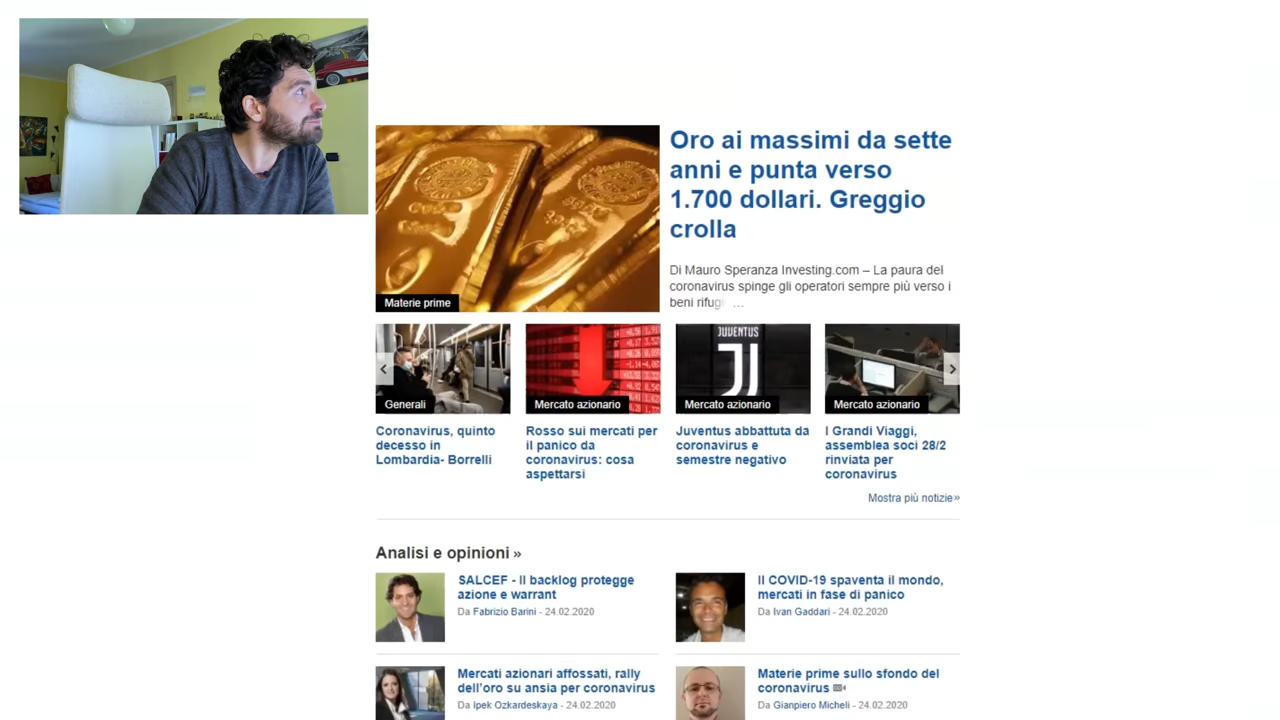 Oro ai massimi da sette
anni e punta verso
1.700 dollari. Greggio
crolla
Di Mauro Speranza Investing.com – La paura del
coronavirus spinge gli operatori sempre più verso i
beni rifug ...
Materie prime
JUVENTUS
Generali
Mercato azionario
Mercato azionario
Mercato azionario
Coronavirus, quinto
decesso in
Lombardia- Borrelli
Rosso sui mercati per
il panico da
coronavirus: cosa
aspettarsi
Juventus abbattuta da
coronavirus e
semestre negativo
I Grandi Viaggi,
assemblea soci 28/2
rinviata per
coronavirus
Mostra più notizie»
Analisi e opinioni »
SALCEF - Il backlog protegge
azione e warrant
Da Fabrizio Barini - 24.02.2020
Il COVID-19 spaventa il mondo,
mercati in fase di panico
Da Ivan Gaddari - 24.02.2020
Mercati azionari affossati, rally
dell'oro su ansia per coronavirus
Da Ipek Ozkardeskaya - 24.02.2020
Materie prime sullo sfondo del
coronavirus
Da Gianpiero Micheli - 24.02.2020